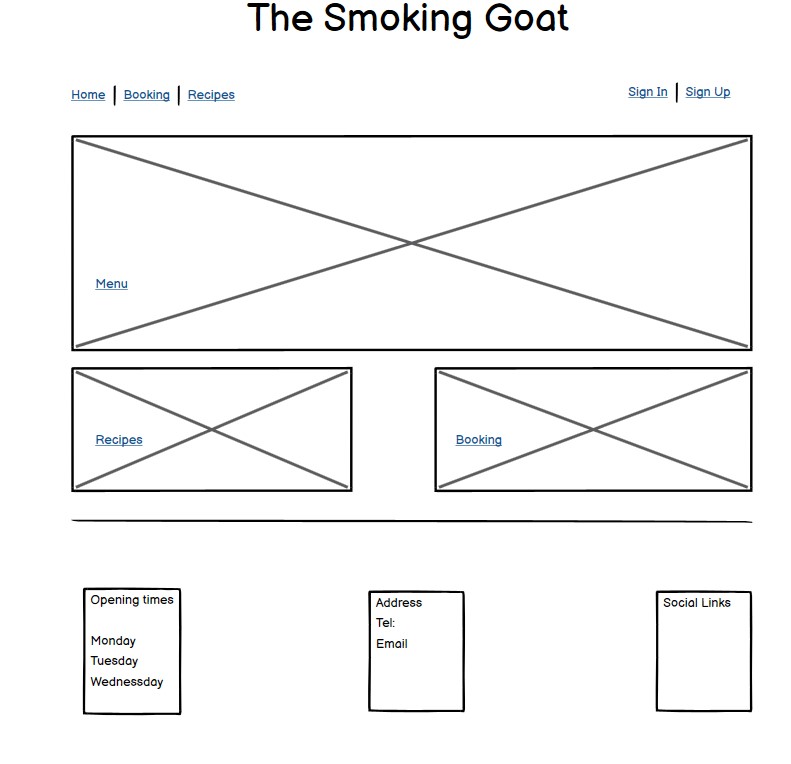 The Smoking Goat
Home | Booking | Recipes
Sign In | Sign Up
Menu
Recipes
Booking
Opening times
Monday
Tuesday
Wednessday
Address
Tel:
Email
Social Links